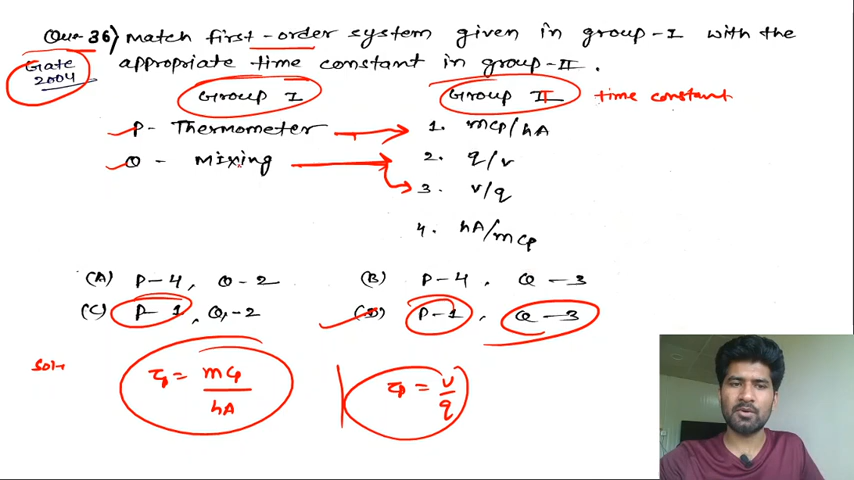 Que-36) Match first-order system given in group-I with the
Gate 2004
appropriate time constant in group-II.
Group I
Group II
time constant
P- Thermometer
1. mCp/hA
Q- Mixing
2. q/v
3. v/q
4. hA/mCp
(A) P-4, Q-2
(B) P-4, Q-3
(C) P-1, Q-2
(D) P-1, Q-3
Soln
τp = mCp/hA
τp = v/q